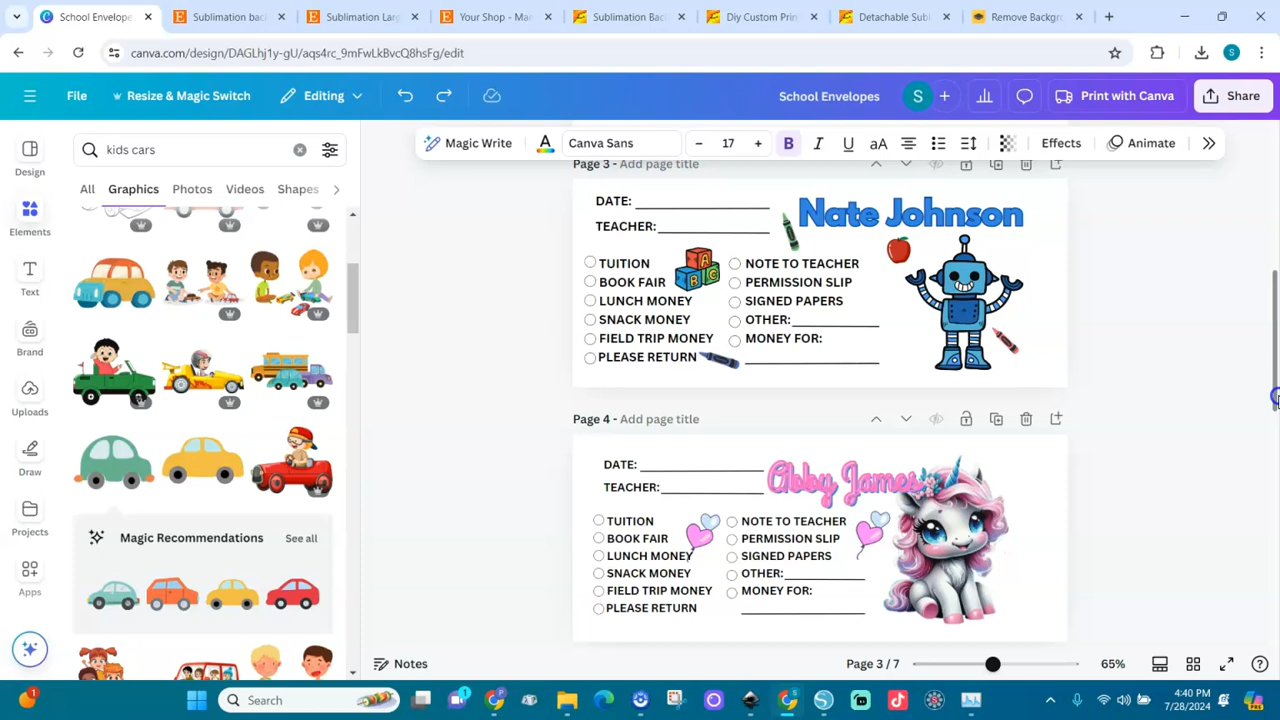 School Envelope
Sublimation bac
Sublimation Larg
Your Shop - Mar
Sublimation Bac
Diy Custom Prin
Detachable Subl
Remove Backgro
canva.com/design/DAGLhj1y-gU/aqs4rc_9mFwLkBvcQ8hsFg/edit
S
File
Resize & Magic Switch
Editing
School Envelopes
S
Print with Canva
Share
Design
Elements
Text
Brand
Uploads
Draw
Projects
Apps
kids cars
All Graphics Photos Videos Shapes
Magic Recommendations See all
Magic Write
A
Canva Sans
– 17 +
B I U aA
Effects
Animate
Page 3 - Add page title
DATE:
TEACHER:
Nate Johnson
TUITION
BOOK FAIR
LUNCH MONEY
SNACK MONEY
FIELD TRIP MONEY
PLEASE RETURN
A
B C
NOTE TO TEACHER
PERMISSION SLIP
SIGNED PAPERS
OTHER:
MONEY FOR:
Page 4 - Add page title
DATE:
TEACHER:
Abby James
TUITION
BOOK FAIR
LUNCH MONEY
SNACK MONEY
FIELD TRIP MONEY
PLEASE RETURN
NOTE TO TEACHER
PERMISSION SLIP
SIGNED PAPERS
OTHER:
MONEY FOR:
Notes
Page 3 / 7
65%
Search
4:40 PM
7/28/2024